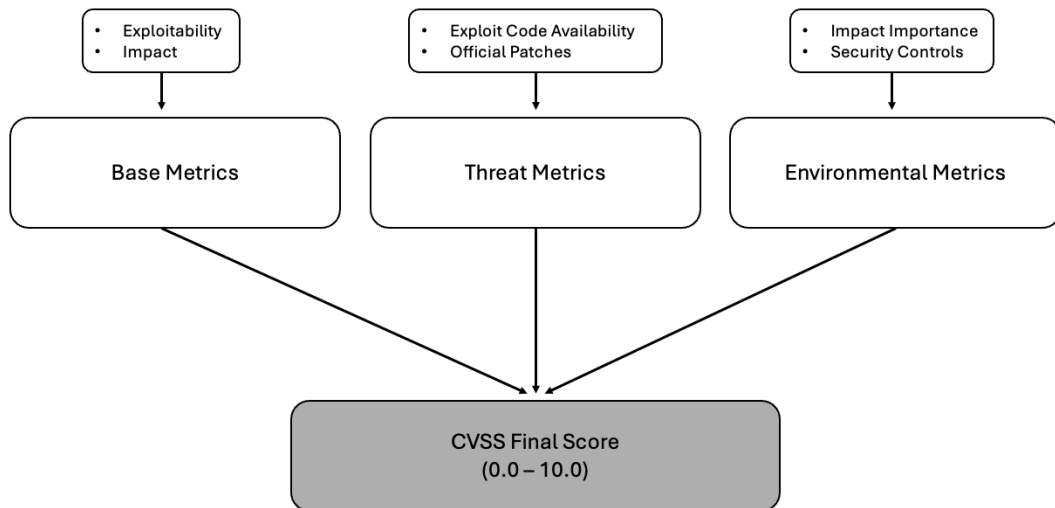 • Exploitability
• Impact
• Exploit Code Availability
• Official Patches
• Impact Importance
• Security Controls
Base Metrics
Threat Metrics
Environmental Metrics
CVSS Final Score
(0.0 – 10.0)